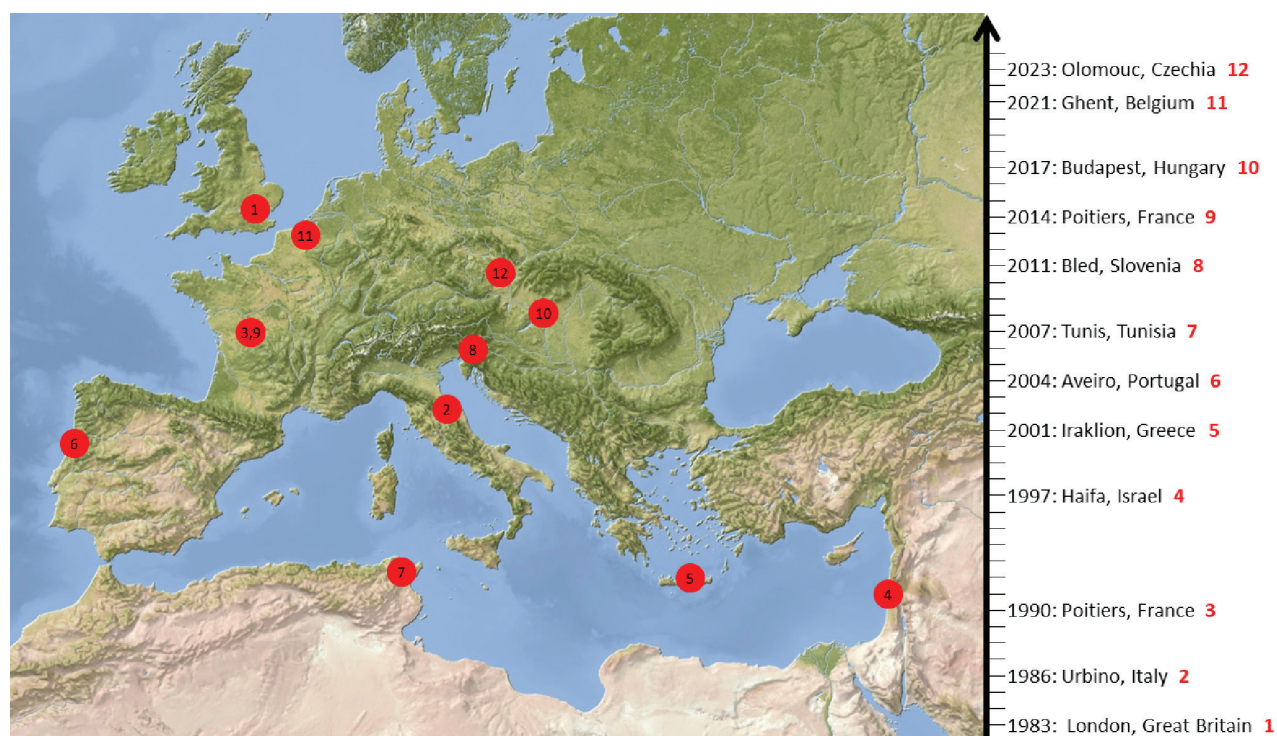 2023: Olomouc, Czechia 12
2021: Ghent, Belgium 11
2017: Budapest, Hungary 10
2014: Poitiers, France 9
2011: Bled, Slovenia 8
2007: Tunis, Tunisia 7
2004: Aveiro, Portugal 6
2001: Iraklion, Greece 5
1997: Haifa, Israel 4
1990: Poitiers, France 3
1986: Urbino, Italy 2
1983: London, Great Britain 1
1
11
12
10
3,9
8
2
6
7
5
4